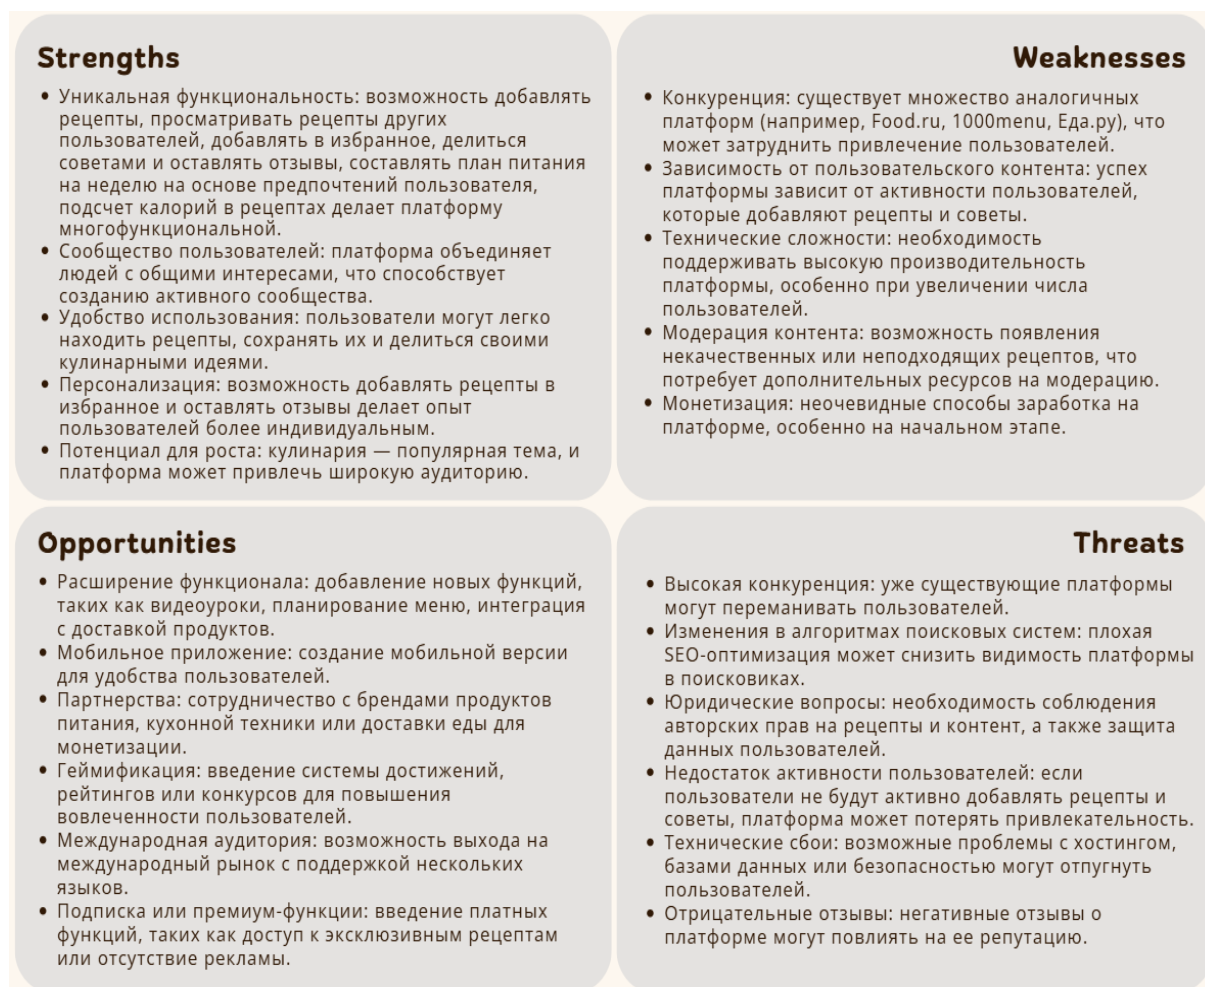 Strengths
• Уникальная функциональность: возможность добавлять
рецепты, просматривать рецепты других
пользователей, добавлять в избранное, делиться
советами и оставлять отзывы, составлять план питания
на неделю на основе предпочтений пользователя,
подсчет калорий в рецептах делает платформу
многофункциональной.
• Сообщество пользователей: платформа объединяет
людей с общими интересами, что способствует
созданию активного сообщества.
• Удобство использования: пользователи могут легко
находить рецепты, сохранять их и делиться своими
кулинарными идеями.
• Персонализация: возможность добавлять рецепты в
избранное и оставлять отзывы делает опыт
пользователей более индивидуальным.
• Потенциал для роста: кулинария — популярная тема, и
платформа может привлечь широкую аудиторию.
Weaknesses
• Конкуренция: существует множество аналогичных
платформ (например, Food.ru, 1000menu, Еда.ру), что
может затруднить привлечение пользователей.
• Зависимость от пользовательского контента: успех
платформы зависит от активности пользователей,
которые добавляют рецепты и советы.
• Технические сложности: необходимость
поддерживать высокую производительность
платформы, особенно при увеличении числа
пользователей.
• Модерация контента: возможность появления
некачественных или неподходящих рецептов, что
потребует дополнительных ресурсов на модерацию.
• Монетизация: неочевидные способы заработка на
платформе, особенно на начальном этапе.
Opportunities
• Расширение функционала: добавление новых функций,
таких как видеоуроки, планирование меню, интеграция
с доставкой продуктов.
• Мобильное приложение: создание мобильной версии
для удобства пользователей.
• Партнерства: сотрудничество с брендами продуктов
питания, кухонной техники или доставки еды для
монетизации.
• Геймификация: введение системы достижений,
рейтингов или конкурсов для повышения
вовлеченности пользователей.
• Международная аудитория: возможность выхода на
международный рынок с поддержкой нескольких
языков.
• Подписка или премиум-функции: введение платных
функций, таких как доступ к эксклюзивным рецептам
или отсутствие рекламы.
Threats
• Высокая конкуренция: уже существующие платформы
могут переманивать пользователей.
• Изменения в алгоритмах поисковых систем: плохая
SEO-оптимизация может снизить видимость платформы
в поисковиках.
• Юридические вопросы: необходимость соблюдения
авторских прав на рецепты и контент, а также защита
данных пользователей.
• Недостаток активности пользователей: если
пользователи не будут активно добавлять рецепты и
советы, платформа может потерять привлекательность.
• Технические сбои: возможные проблемы с хостингом,
базами данных или безопасностью могут отпугнуть
пользователей.
• Отрицательные отзывы: негативные отзывы о
платформе могут повлиять на ее репутацию.